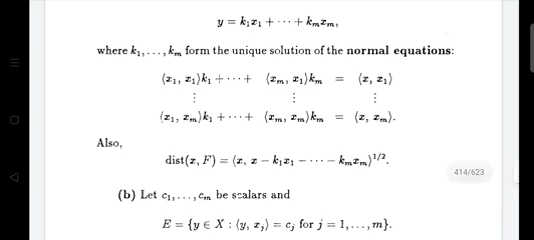 y = k₁x₁ + ··· + kₘxₘ,
where k₁, . . . , kₘ form the unique solution of the normal equations:
⟨x₁, x₁⟩k₁ + ··· + ⟨xₘ, x₁⟩kₘ = ⟨x, x₁⟩
⋮ ⋮ ⋮
⟨x₁, xₘ⟩k₁ + ··· + ⟨xₘ, xₘ⟩kₘ = ⟨x, xₘ⟩.
Also,
dist(x, F) = ⟨x, x − k₁x₁ − ··· − kₘxₘ⟩^{1/2}.
414/623
(b) Let c₁, . . . , cₘ be scalars and
E = {y ∈ X : ⟨y, xⱼ⟩ = cⱼ for j = 1, . . . , m}.